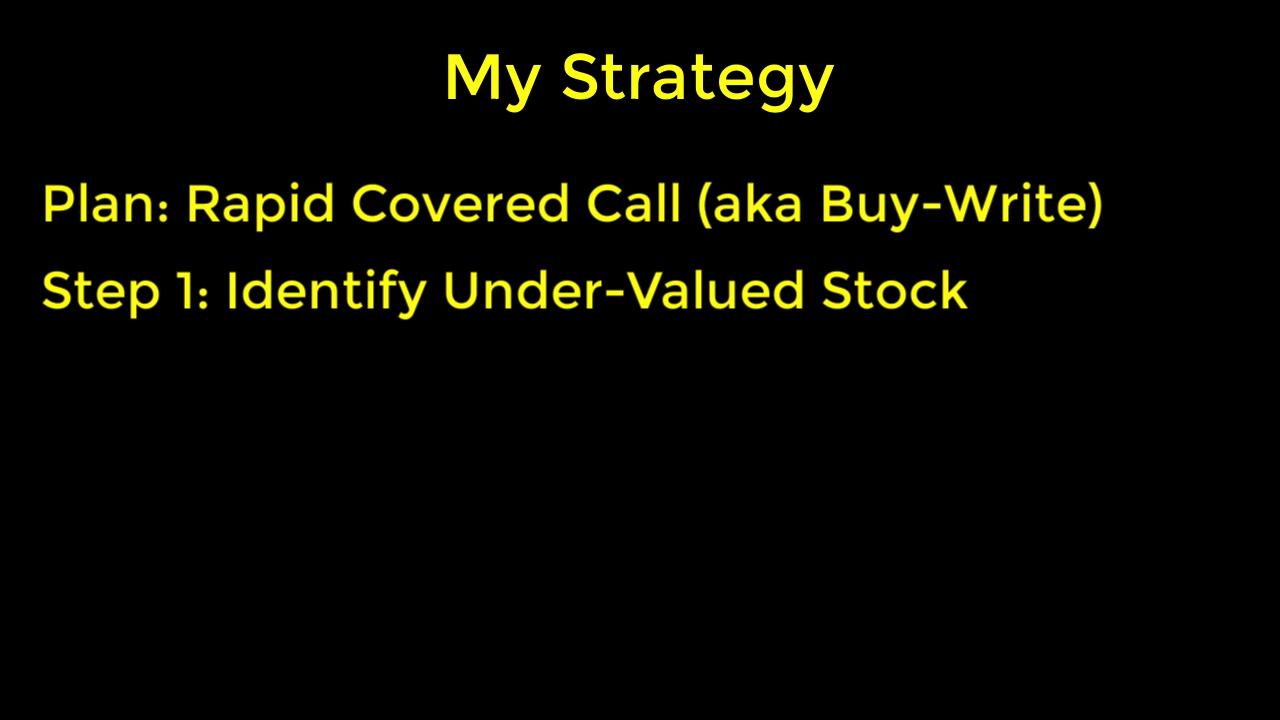 My Strategy
Plan: Rapid Covered Call (aka Buy-Write)
Step 1: Identify Under-Valued Stock